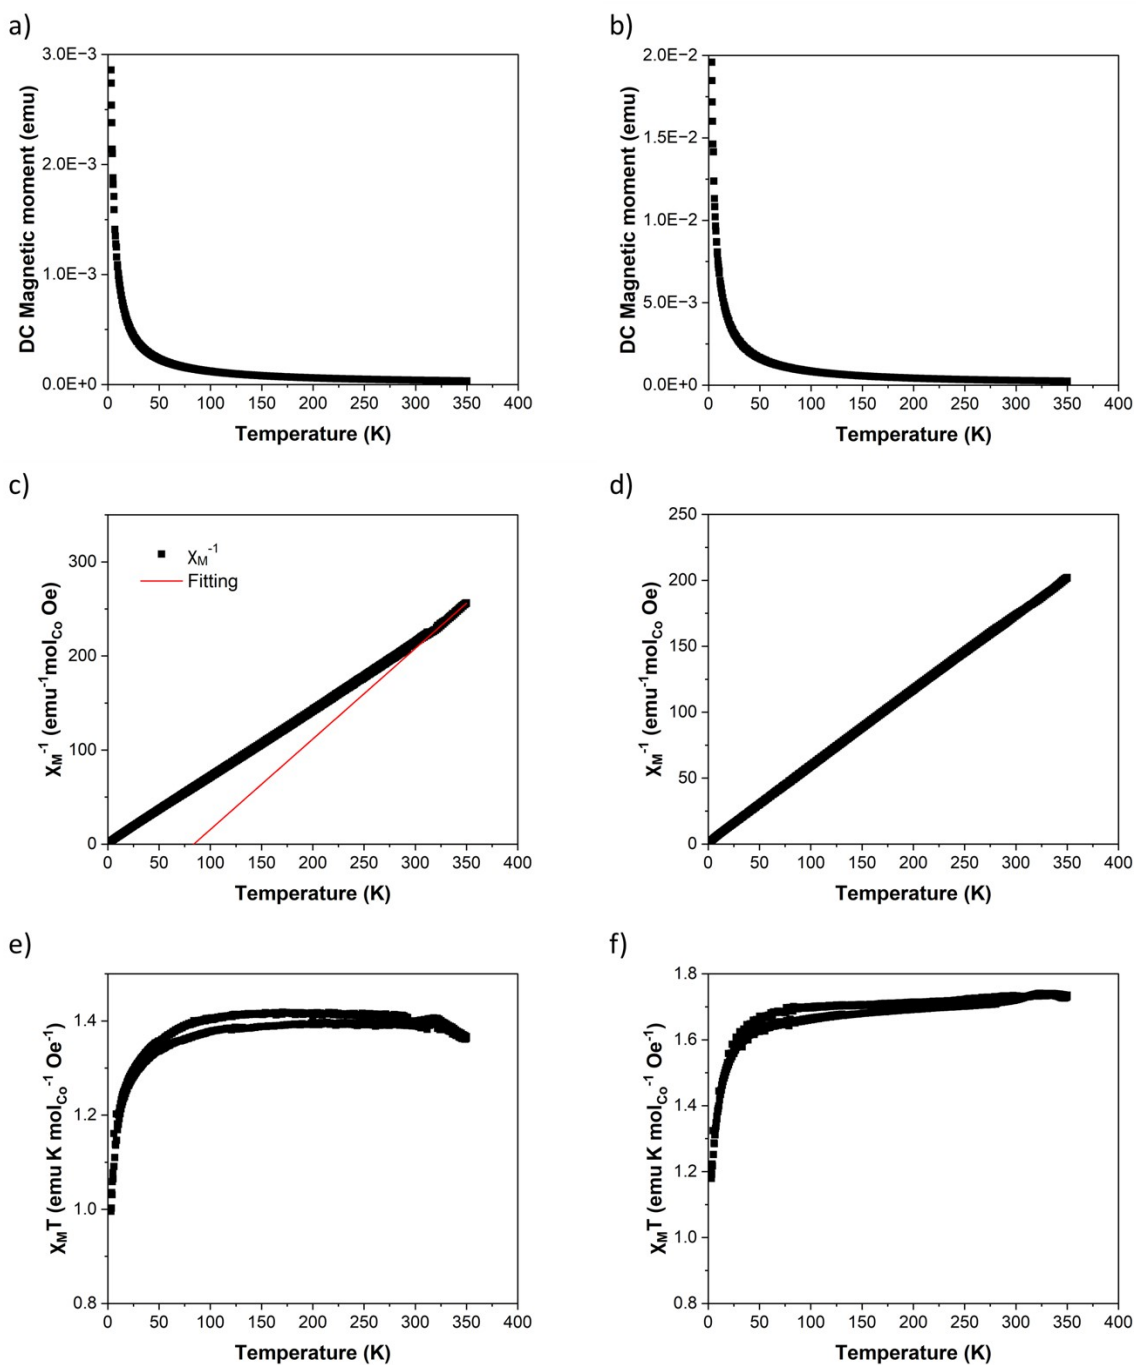 a)
DC Magnetic moment (emu)
3.0E−3
2.0E−3
1.0E−3
0.0E+0
0 50 100 150 200 250 300 350 400
Temperature (K)
b)
DC Magnetic moment (emu)
2.0E−2
1.5E−2
1.0E−2
5.0E−3
0.0E+0
0 50 100 150 200 250 300 350 400
Temperature (K)
c)
χM⁻¹ (emu⁻¹molCo Oe)
300
200
100
0
χM⁻¹
Fitting
0 50 100 150 200 250 300 350 400
Temperature (K)
d)
χM⁻¹ (emu⁻¹molCo Oe)
250
200
150
100
50
0
0 50 100 150 200 250 300 350 400
Temperature (K)
e)
χMT (emu K molCo⁻¹ Oe⁻¹)
1.4
1.2
1.0
0.8
0 50 100 150 200 250 300 350 400
Temperature (K)
f)
χMT (emu K molCo⁻¹ Oe⁻¹)
1.8
1.6
1.4
1.2
1.0
0.8
0 50 100 150 200 250 300 350 400
Temperature (K)